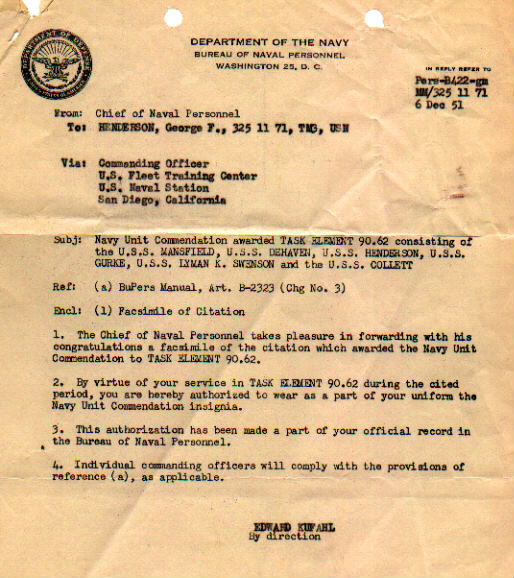 DEPARTMENT OF DEFENSE
DEPARTMENT OF THE NAVY
BUREAU OF NAVAL PERSONNEL
WASHINGTON 25, D. C.
IN REPLY REFER TO
Pers-B422-gm
MM/325 11 71
6 Dec 51
From: Chief of Naval Personnel
To: HENDERSON, George F., 325 11 71, TM3, USN
Via: Commanding Officer
U.S. Fleet Training Center
U.S. Naval Station
San Diego, California
Subj: Navy Unit Commendation awarded TASK ELEMENT 90.62 consisting of
the U.S.S. MANSFIELD, U.S.S. DEHAVEN, U.S.S. HENDERSON, U.S.S.
GURKE, U.S.S. LYMAN K. SWENSON and the U.S.S. COLLETT
Ref: (a) BuPers Manual, Art. B-2323 (Chg No. 3)
Encl: (1) Facsimile of Citation
1. The Chief of Naval Personnel takes pleasure in forwarding with his
congratulations a facsimile of the citation which awarded the Navy Unit
Commendation to TASK ELEMENT 90.62.
2. By virtue of your service in TASK ELEMENT 90.62 during the cited
period, you are hereby authorized to wear as a part of your uniform the
Navy Unit Commendation insignia.
3. This authorization has been made a part of your official record in
the Bureau of Naval Personnel.
4. Individual commanding officers will comply with the provisions of
reference (a), as applicable.
EDWARD KUFAHL
By direction